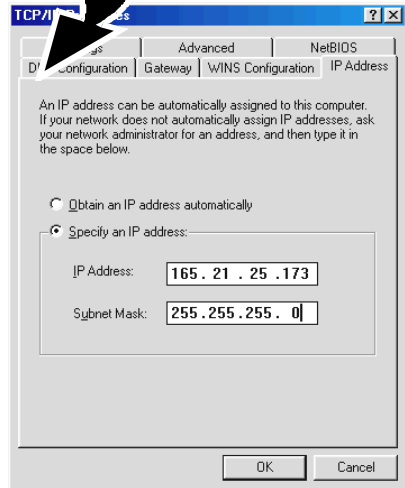 Advanced NetBIOS
Configuration Gateway WINS Configuration IP Address
An IP address can be automatically assigned to this computer.
If your network does not automatically assign IP addresses, ask
your network administrator for an address, and then type it in
the space below.
Obtain an IP address automatically
Specify an IP address:
IP Address: 165. 21 . 25 .173
Subnet Mask: 255.255.255. 0
OK Cancel